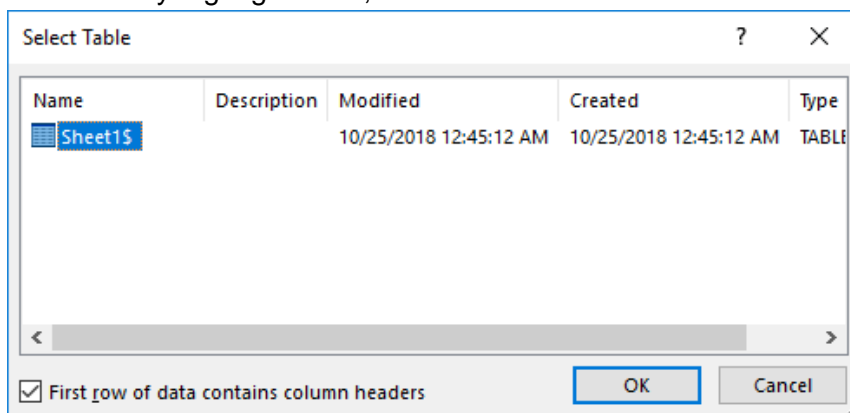 Select Table ? ×
Name Description Modified Created Type
Sheet1$ 10/25/2018 12:45:12 AM 10/25/2018 12:45:12 AM TABLE
First row of data contains column headers OK Cancel